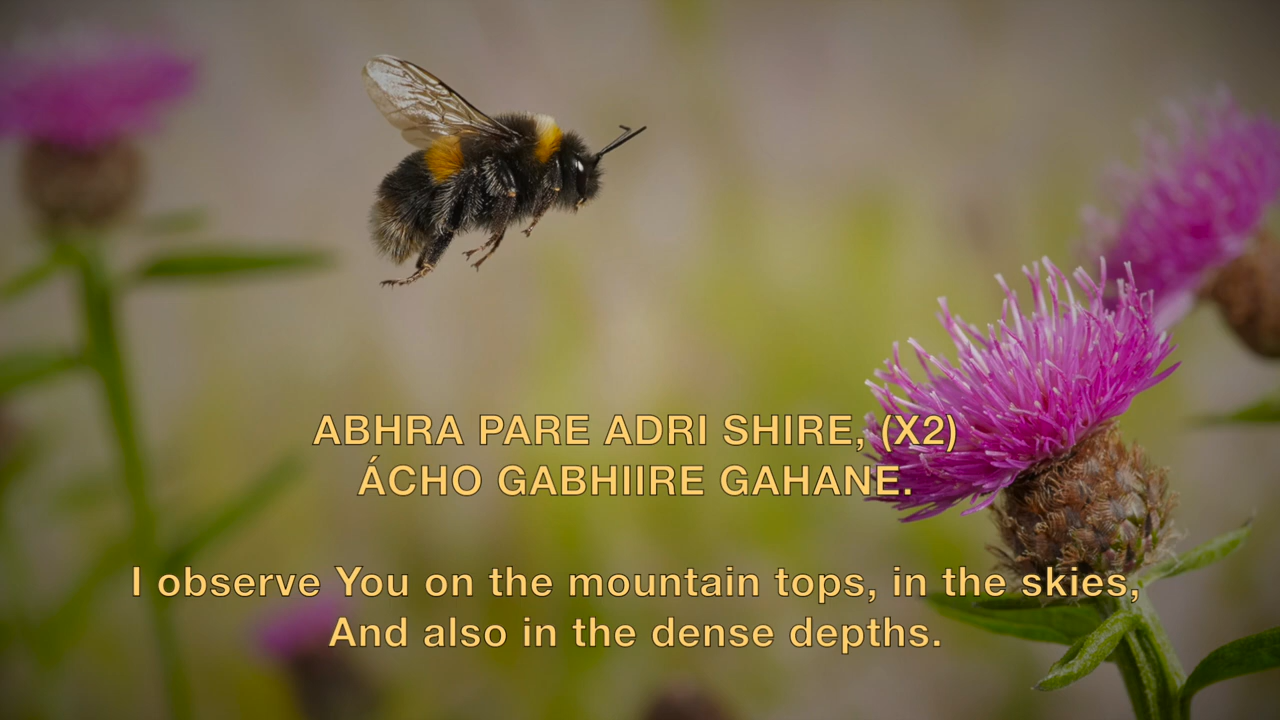 ABHRA PARE ADRI SHIRE, (X2)
ÁCHO GABHIIRE GAHANE.
I observe You on the mountain tops, in the skies,
And also in the dense depths.